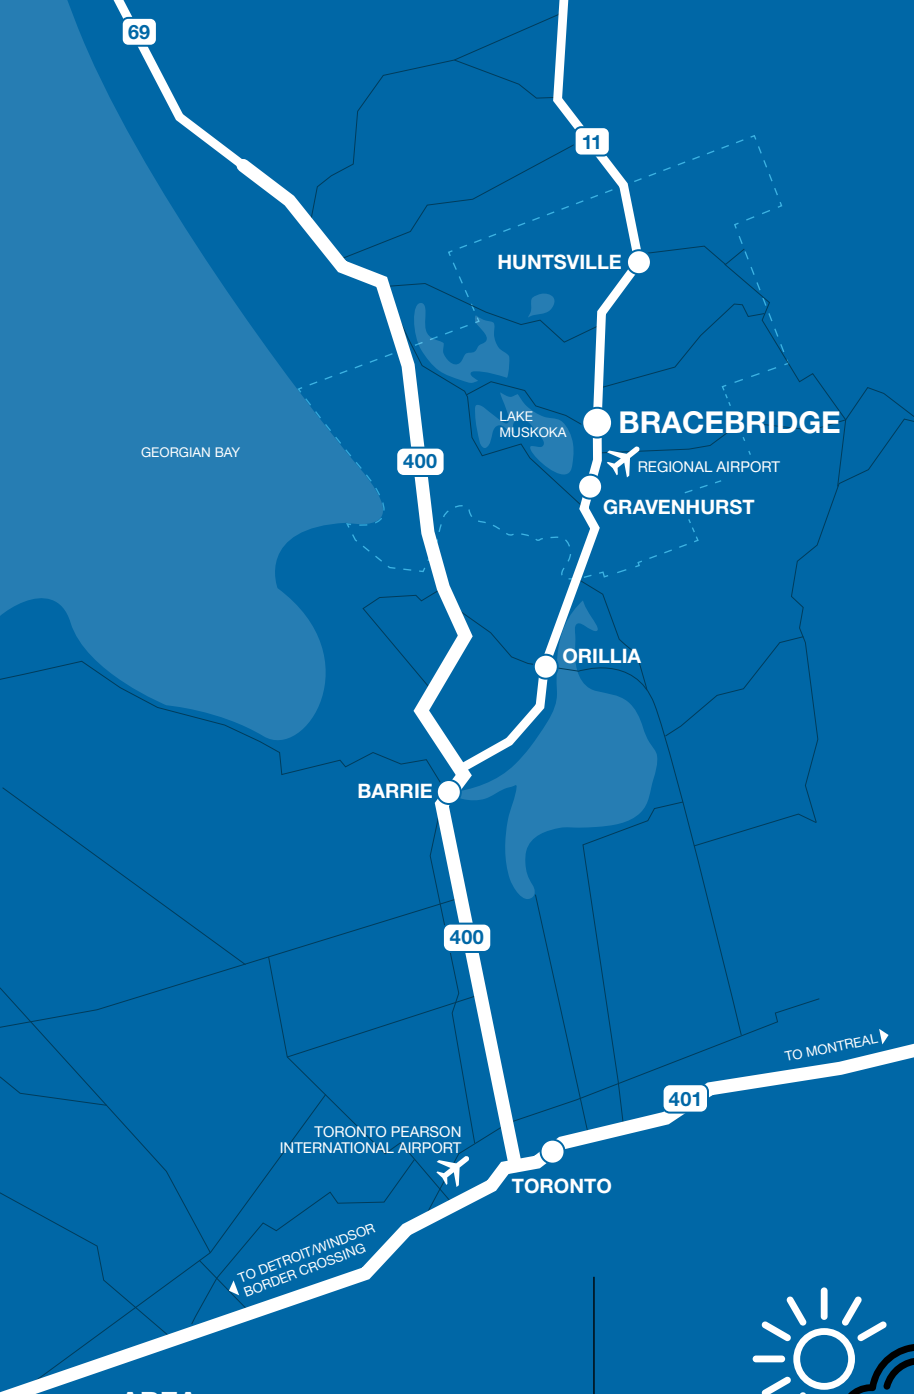 69
11
HUNTSVILLE
LAKE
MUSKOKA
BRACEBRIDGE
GEORGIAN BAY
400
REGIONAL AIRPORT
GRAVENHURST
ORILLIA
BARRIE
400
TO MONTREAL
401
TORONTO PEARSON
INTERNATIONAL AIRPORT
TORONTO
TO DETROIT/WINDSOR
BORDER CROSSING
AREA